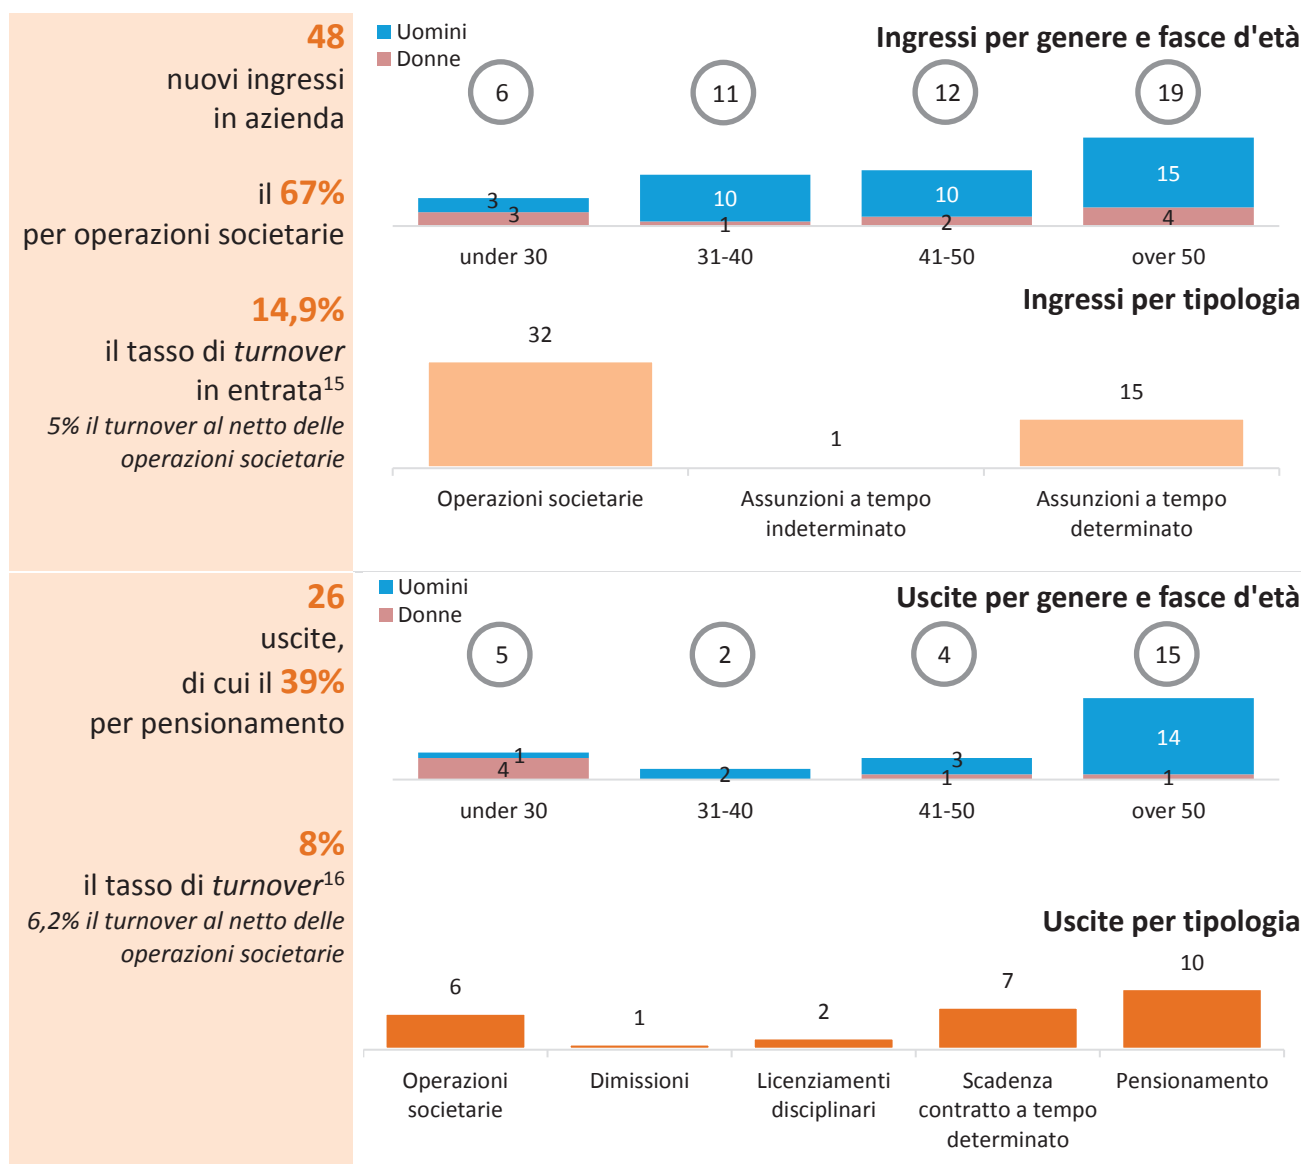 48
nuovi ingressi
in azienda
il 67%
per operazioni societarie
14,9%
il tasso di turnover
in entrata15
5% il turnover al netto delle
operazioni societarie
Uomini
Donne
Ingressi per genere e fasce d'età
6 11 12 19
3 10 10 15
3 1 2 4
under 30 31-40 41-50 over 50
Ingressi per tipologia
32 1 15
Operazioni societarie Assunzioni a tempo Assunzioni a tempo
indeterminato determinato
26
uscite,
di cui il 39%
per pensionamento
8%
il tasso di turnover16
6,2% il turnover al netto delle
operazioni societarie
Uomini
Donne
Uscite per genere e fasce d'età
5 2 4 15
1 2 3 14
4 1 1
under 30 31-40 41-50 over 50
Uscite per tipologia
6 1 2 7 10
Operazioni Dimissioni Licenziamenti Scadenza Pensionamento
societarie disciplinari contratto a tempo
determinato